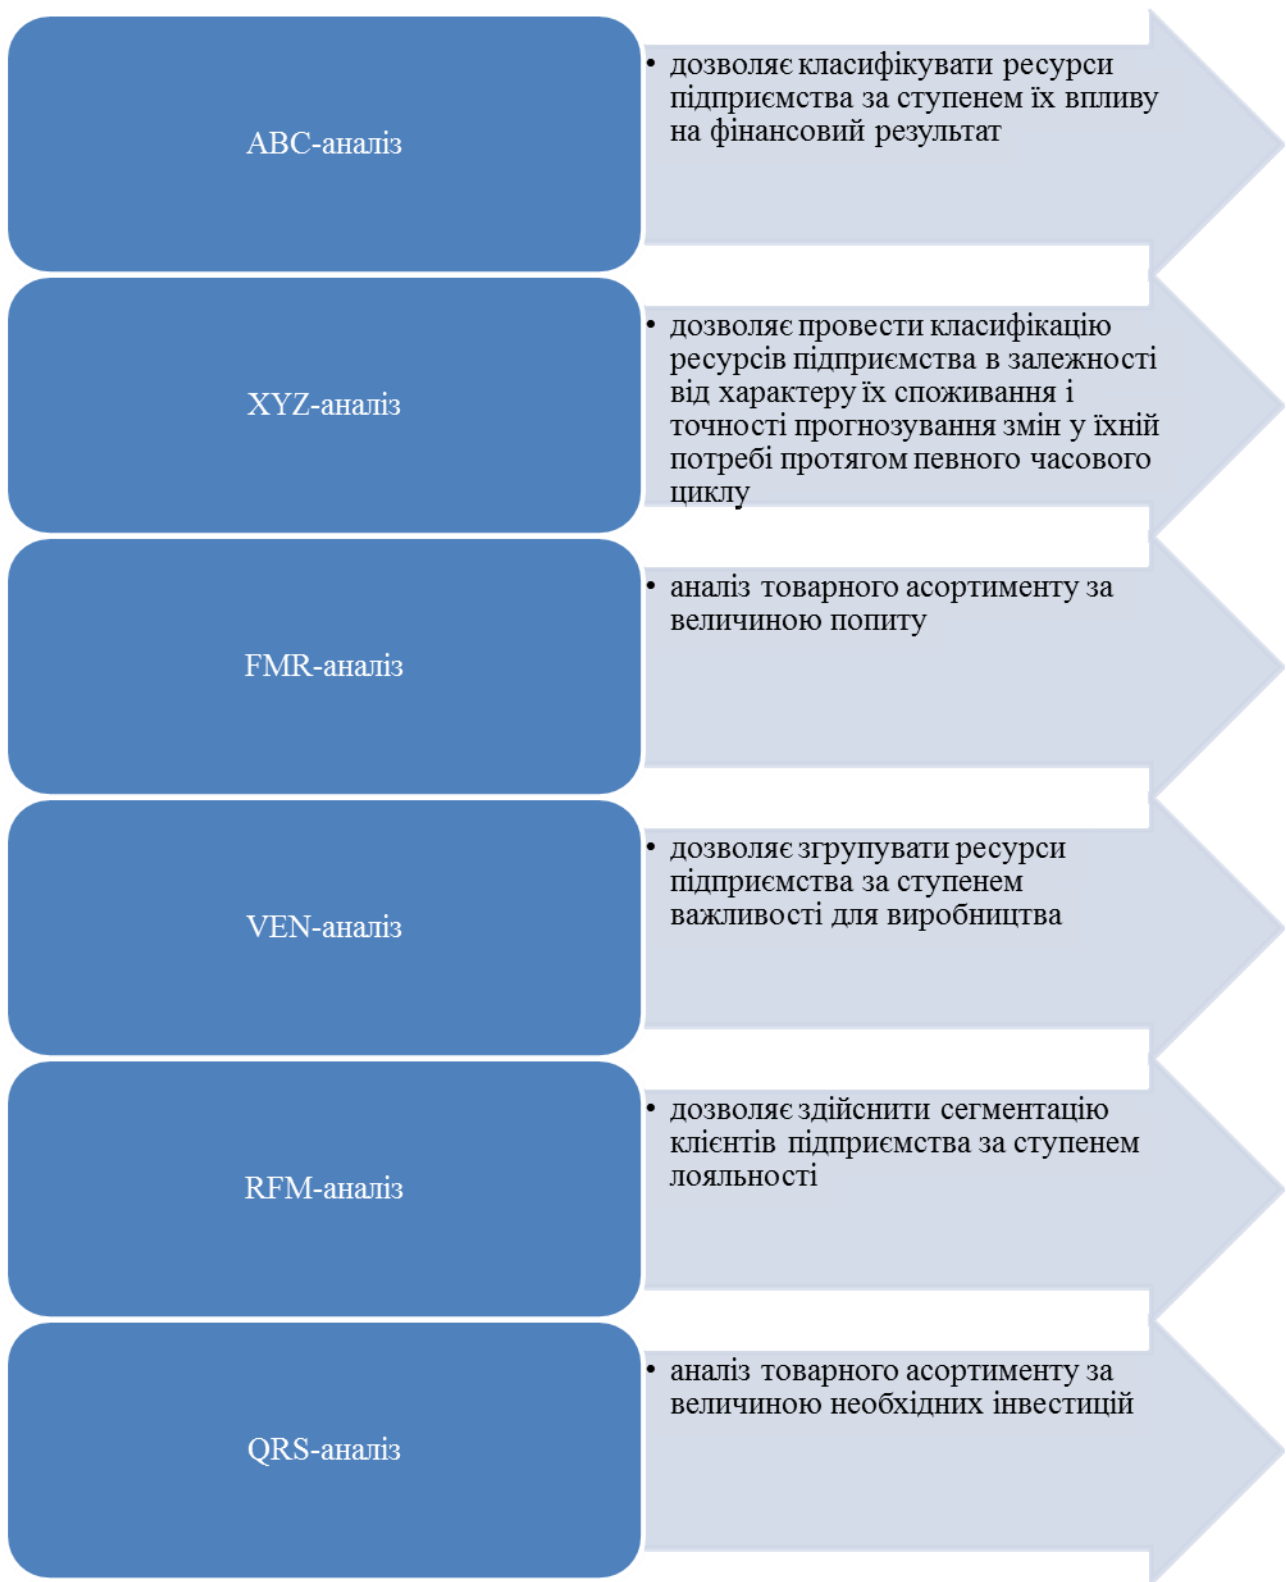 ABC-аналіз
• дозволяє класифікувати ресурси
підприємства за ступенем їх впливу
на фінансовий результат
XYZ-аналіз
• дозволяє провести класифікацію
ресурсів підприємства в залежності
від характеру їх споживання і
точності прогнозування змін у їхній
потребі протягом певного часового
циклу
FMR-аналіз
• аналіз товарного асортименту за
величиною попиту
VEN-аналіз
• дозволяє згрупувати ресурси
підприємства за ступенем
важливості для виробництва
RFM-аналіз
• дозволяє здійснити сегментацію
клієнтів підприємства за ступенем
лояльності
QRS-аналіз
• аналіз товарного асортименту за
величиною необхідних інвестицій